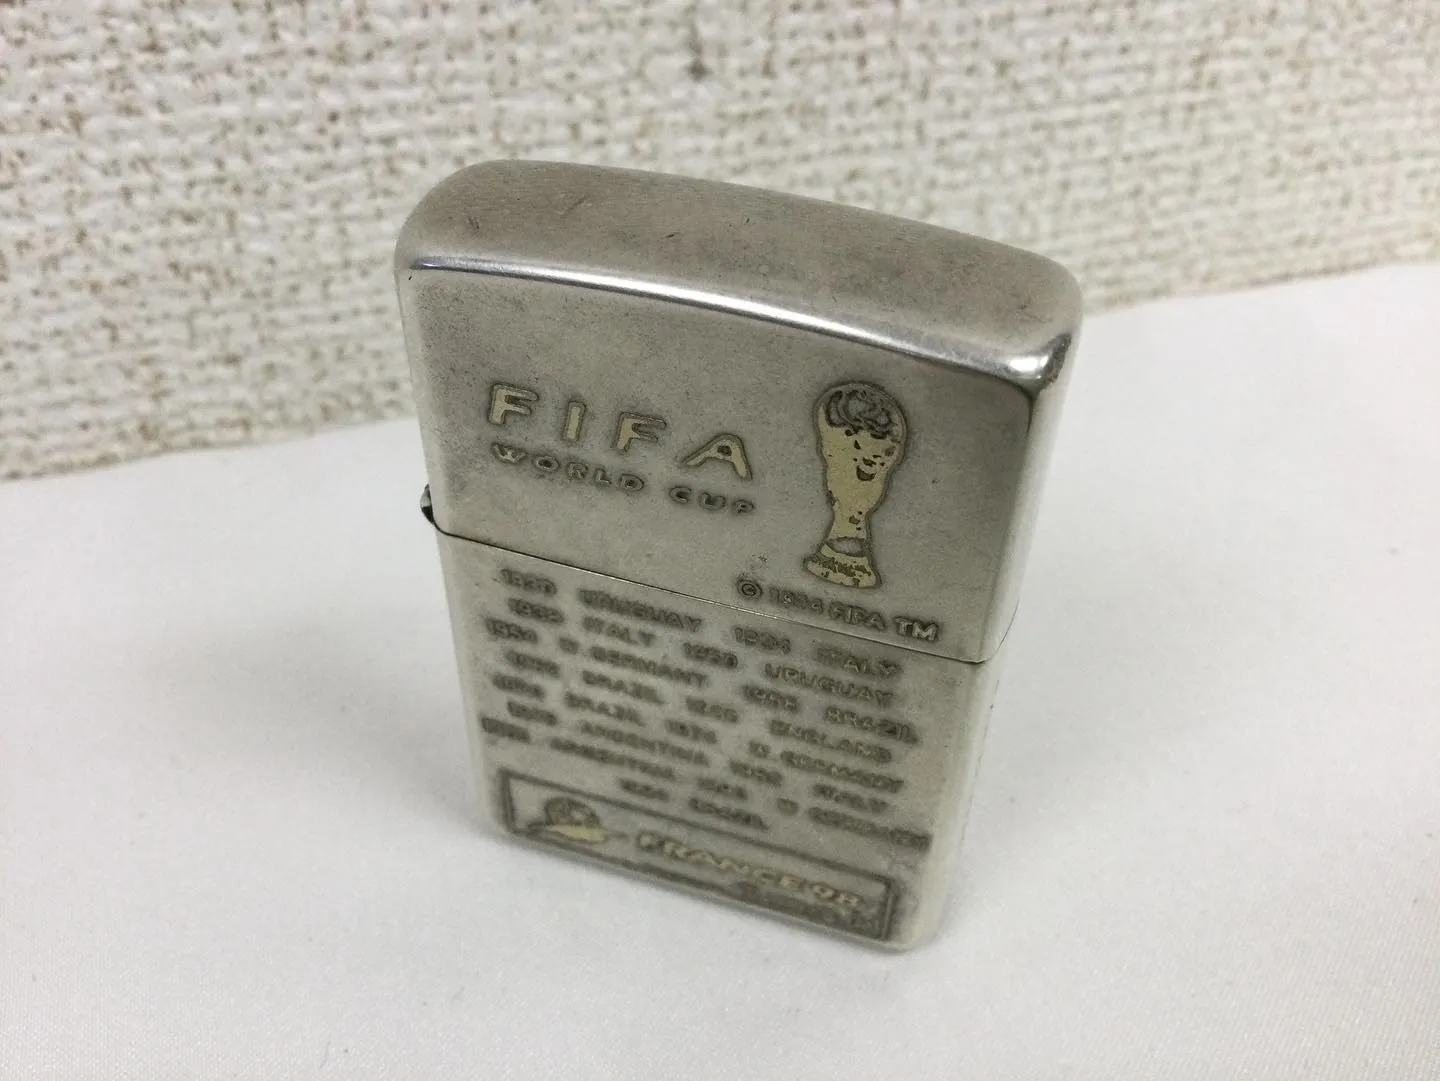 FIFA
WORLD CUP
© 1994 FIFA TM
1930 URUGUAY 1934 ITALY
1938 ITALY 1950 URUGUAY
1954 W.GERMANY 1958 BRAZIL
1962 BRAZIL 1966 ENGLAND
1970 BRAZIL 1974 W.GERMANY
1978 ARGENTINA 1982 ITALY
1986 ARGENTINA 1990 W.GERMANY
1994 BRAZIL
FRANCE 98